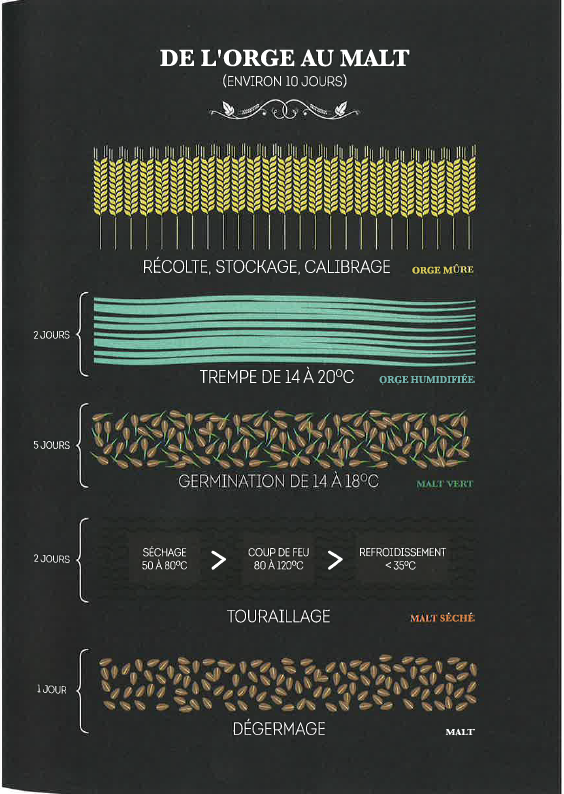 DE L'ORGE AU MALT
(ENVIRON 10 JOURS)
RÉCOLTE, STOCKAGE, CALIBRAGE
ORGE MÛRE
2 JOURS
TREMPE DE 14 À 20°C
ORGE HUMIDIFIÉE
5 JOURS
GERMINATION DE 14 À 18°C
MALT VERT
2 JOURS
SÉCHAGE
50 À 80°C
>
COUP DE FEU
80 À 120°C
>
REFROIDISSEMENT
< 35°C
TOURAILLAGE
MALT SÉCHÉ
1 JOUR
DÉGERMAGE
MALT